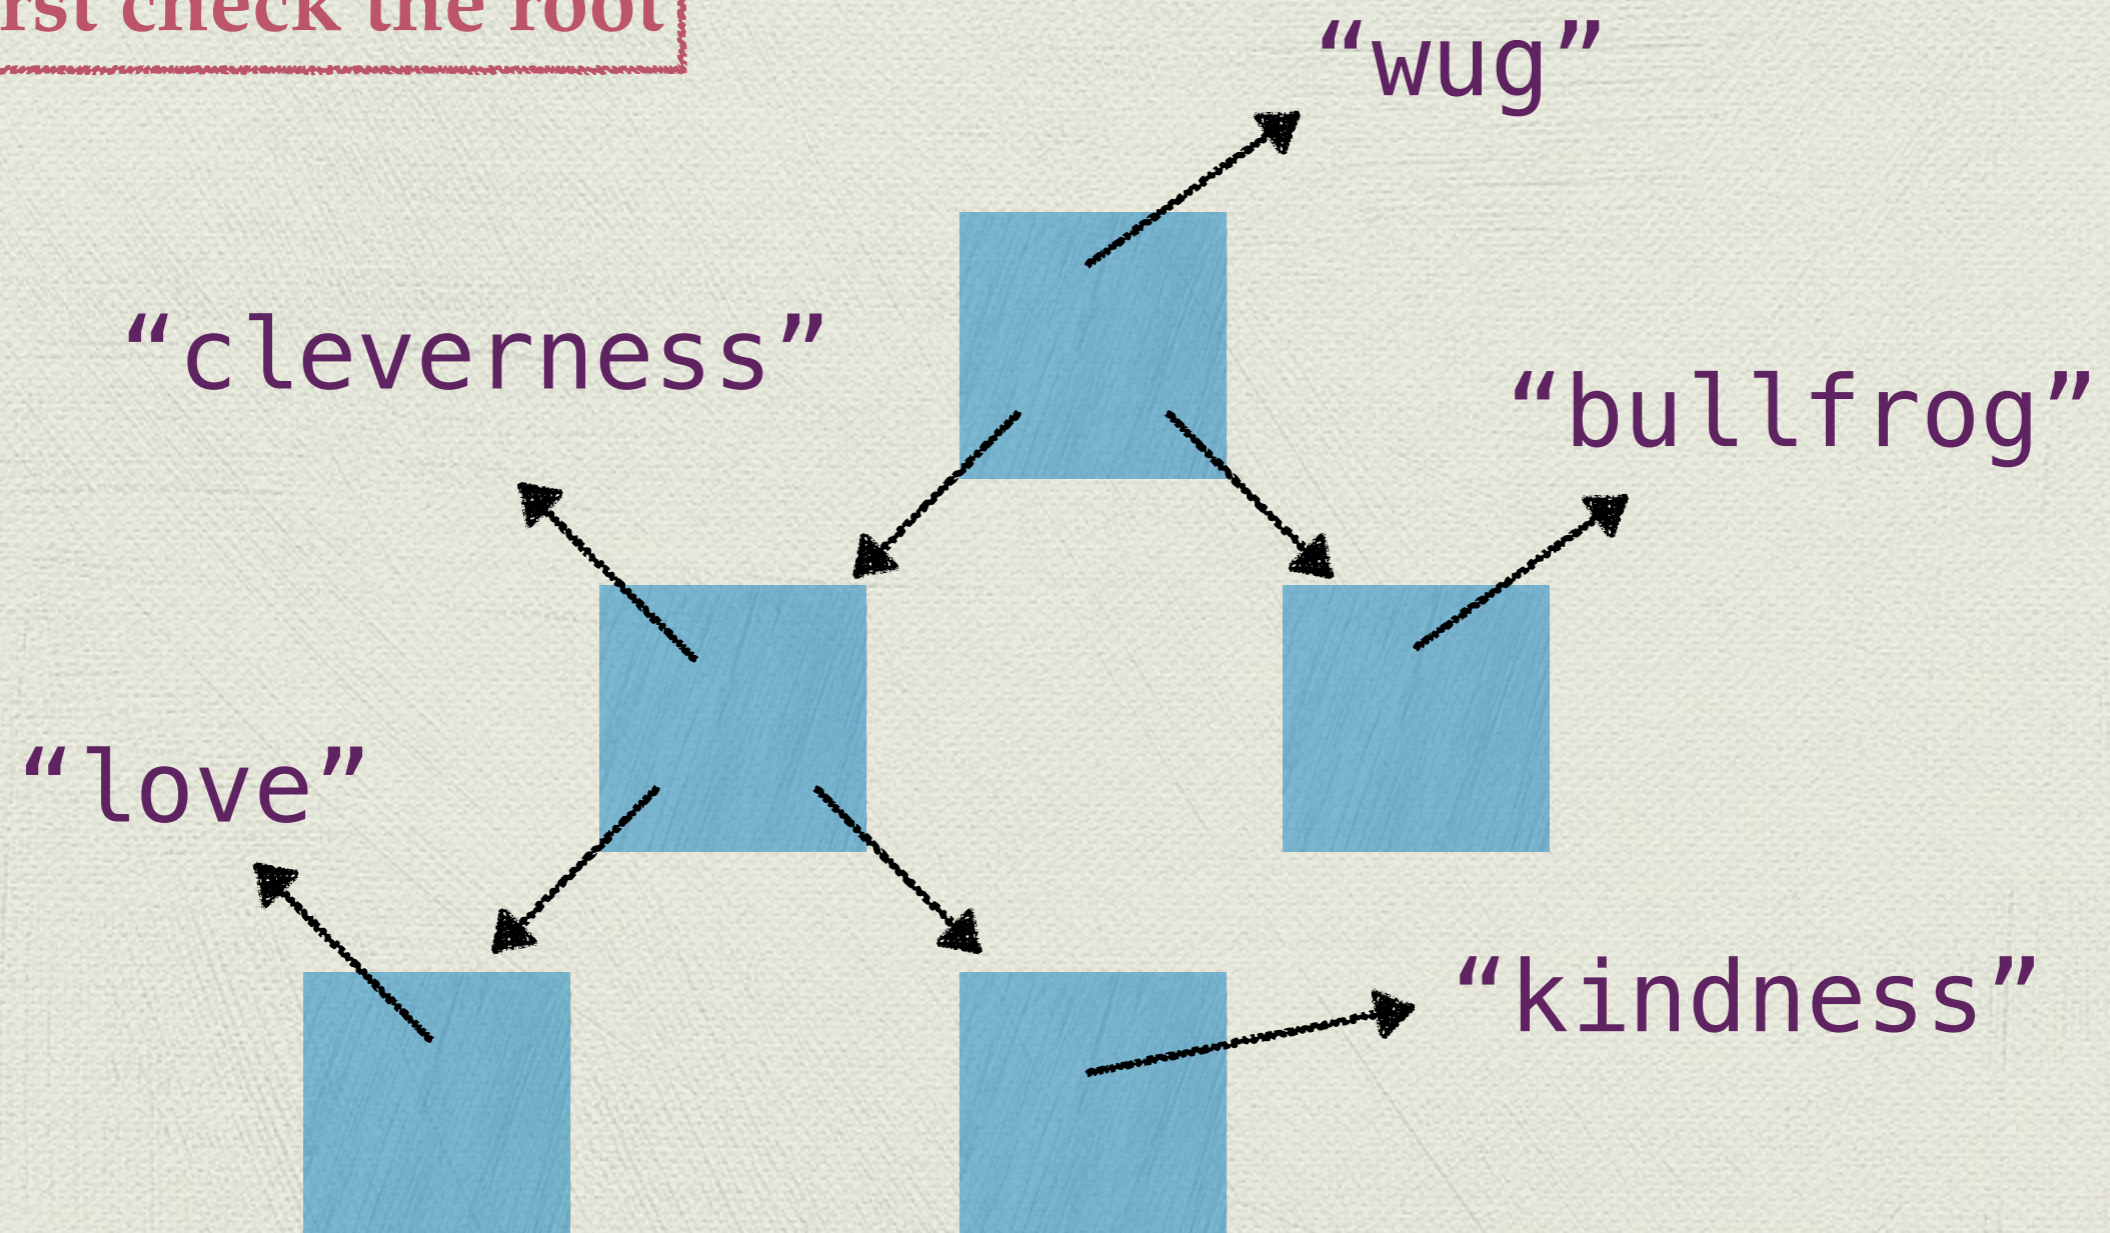 rst check the root
“wug”
“cleverness”
“bullfrog”
“love”
“kindness”